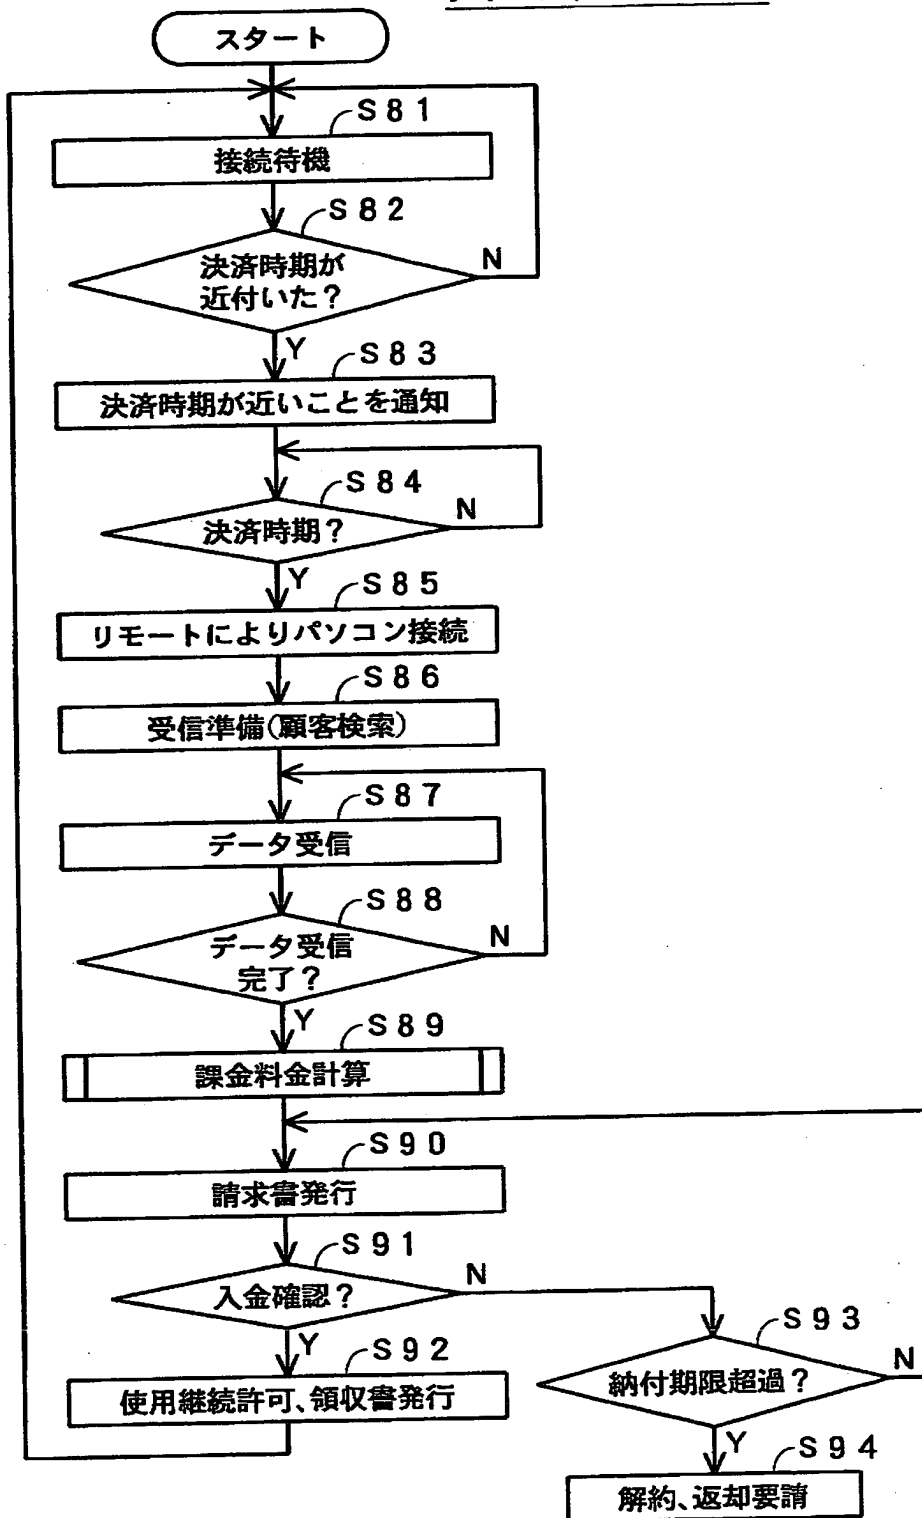 スタート
S81
接続待機
S82
決済時期が
近付いた？
N
Y
S83
決済時期が近いことを通知
S84
決済時期？
N
Y
S85
リモートによりパソコン接続
S86
受信準備(顧客検索)
S87
データ受信
S88
データ受信
完了？
N
Y
S89
課金料金計算
S90
請求書発行
S91
入金確認？
N
Y
S92
使用継続許可、領収書発行
S93
納付期限超過？
N
Y
S94
解約、返却要請